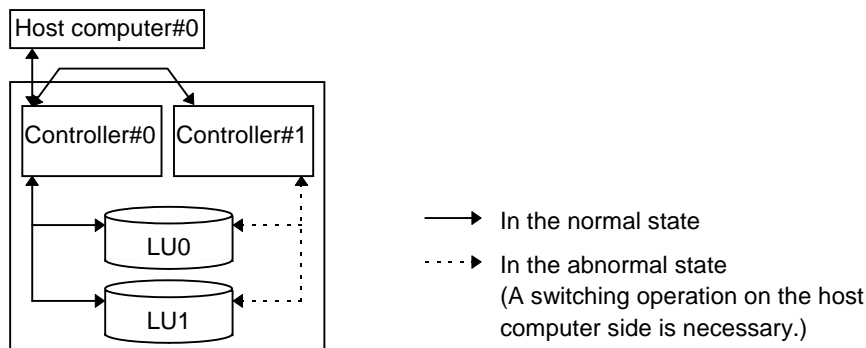 Host computer#0
Controller#0
Controller#1
LU0
LU1
In the normal state
In the abnormal state
(A switching operation on the host
computer side is necessary.)